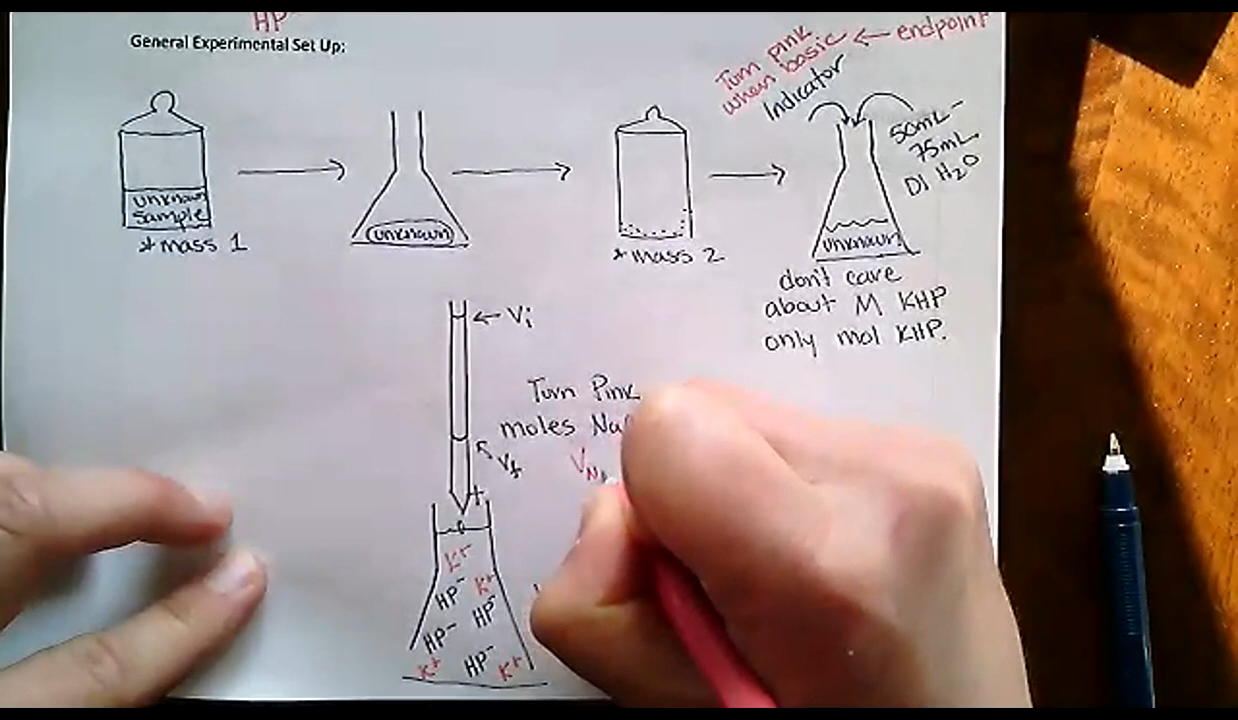 HP⁻
General Experimental Set Up:
Turn pink
when basic ← endpoint
Indicator
50mL -
75mL
DI H₂O
unknown
Sample
* mass 1
unknown
* mass 2
unknown
don't care
about M KHP
only mol KHP.
← Vi
Turn Pink
moles Na
Vf
V
K⁺
HP⁻ K⁺
HP⁻
HP⁻
K⁺ HP⁻ K⁺